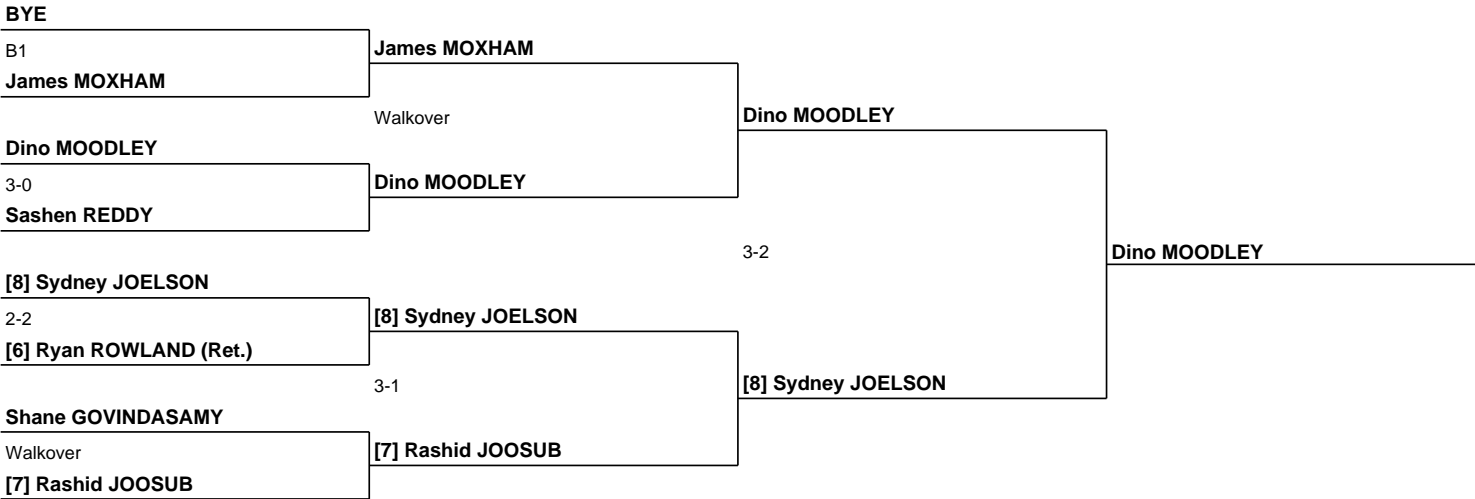 BYE
B1
James MOXHAM
James MOXHAM
Walkover
Dino MOODLEY
Dino MOODLEY
3-0
Dino MOODLEY
Sashen REDDY
3-2
Dino MOODLEY
[8] Sydney JOELSON
2-2
[8] Sydney JOELSON
[6] Ryan ROWLAND (Ret.)
3-1
[8] Sydney JOELSON
Shane GOVINDASAMY
Walkover
[7] Rashid JOOSUB
[7] Rashid JOOSUB